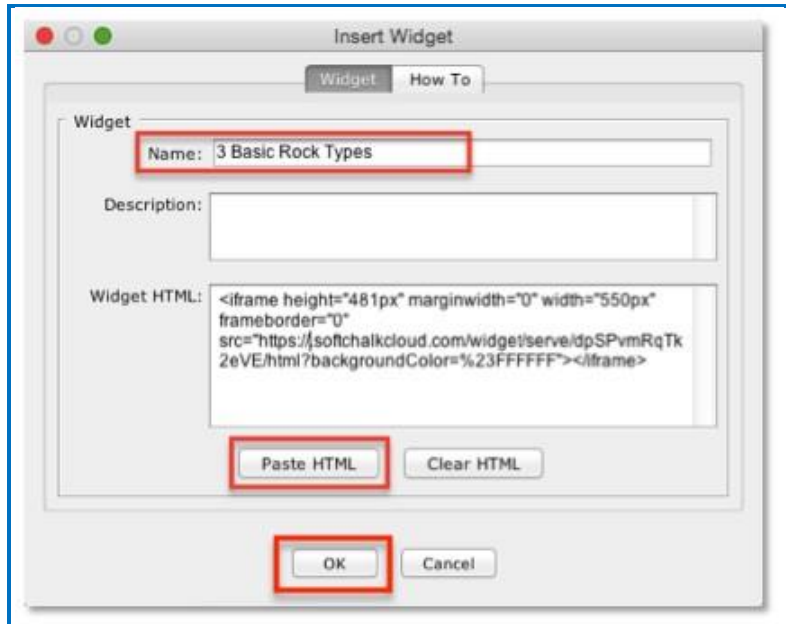 Insert Widget
Widget How To
Widget
Name: 3 Basic Rock Types
Description:
Widget HTML: <iframe height="481px" marginwidth="0" width="550px"
frameborder="0"
src="https://softchalkcloud.com/widget/serve/dpSPvmRqTk
2eVE/html?backgroundColor=%23FFFFFF"></iframe>
Paste HTML Clear HTML
OK Cancel